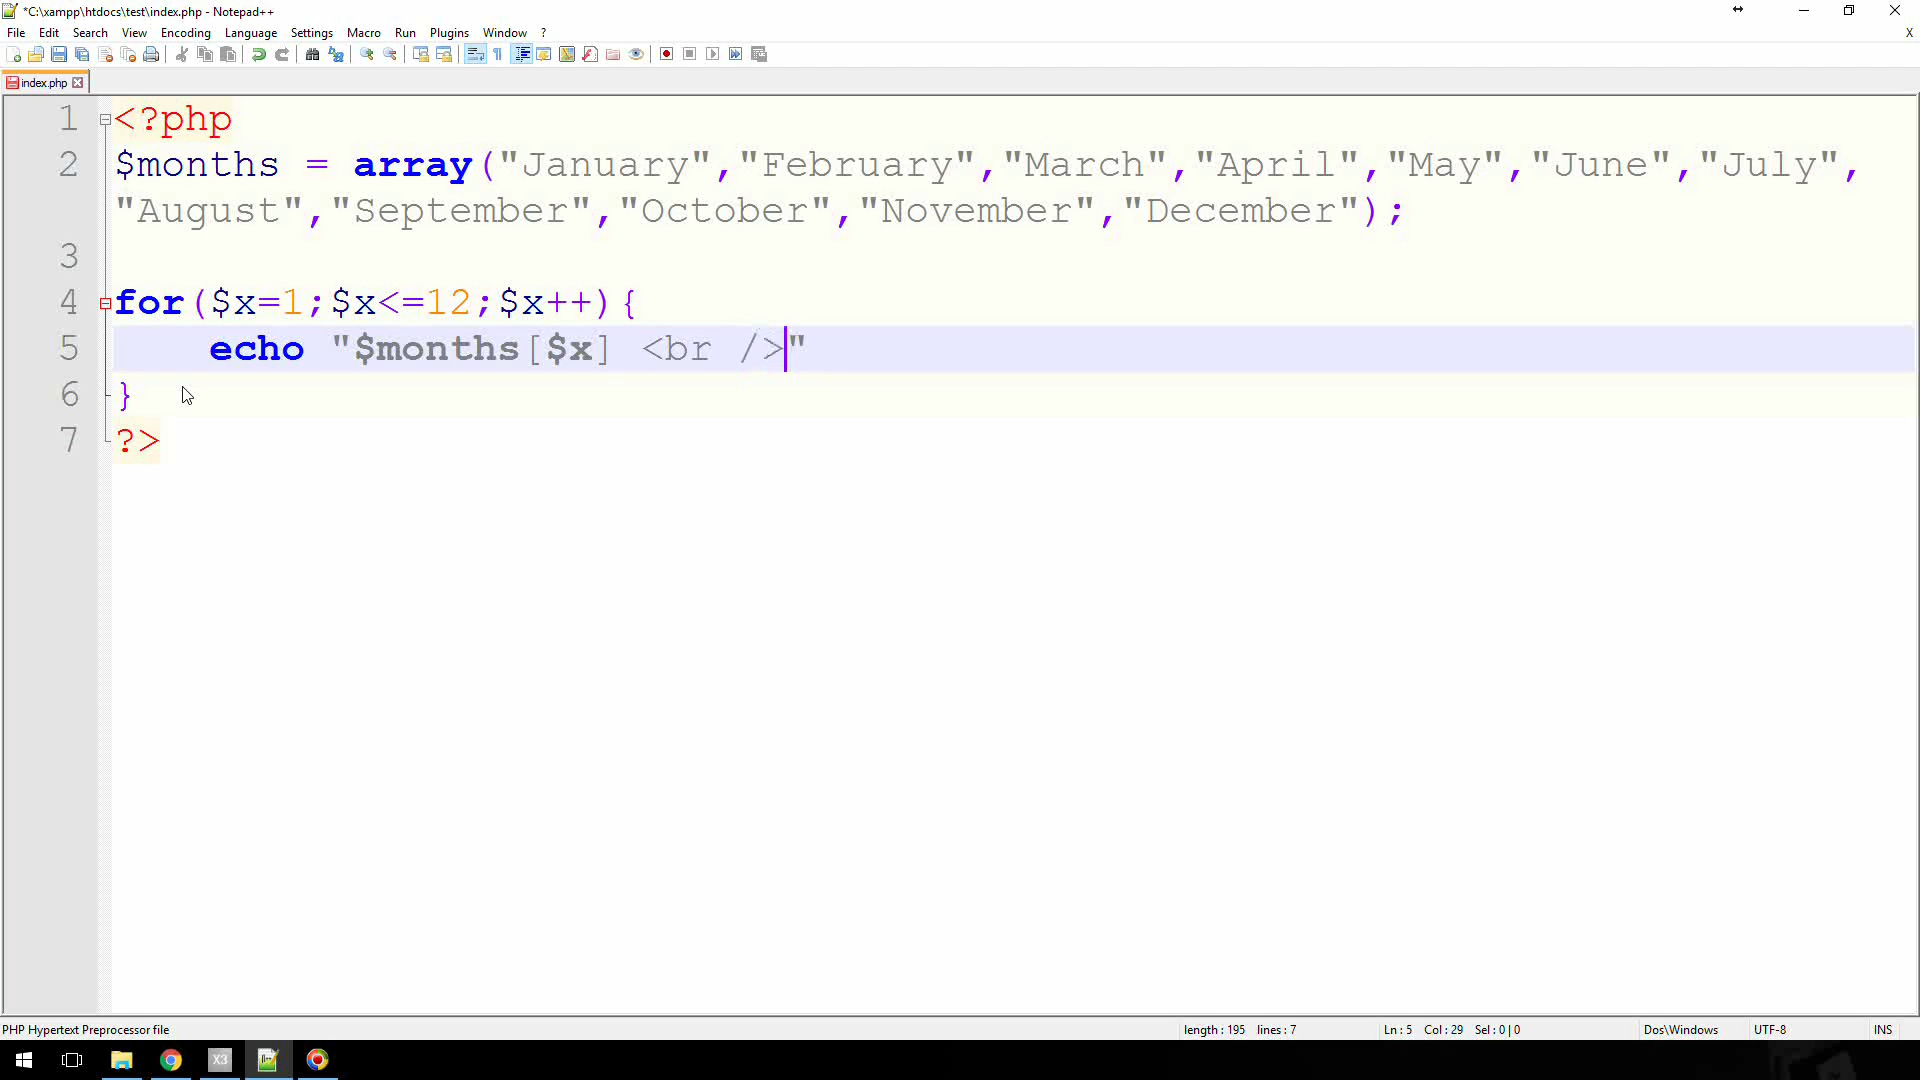 *C:\xampp\htdocs\test\index.php - Notepad++
File Edit Search View Encoding Language Settings Macro Run Plugins Window ? X
index.php
1 <?php
2 $months = array("January","February","March","April","May","June","July",
"August","September","October","November","December");
3
4 for($x=1;$x<=12;$x++){
5 echo "$months[$x] <br />"
6 }
7 ?>
PHP Hypertext Preprocessor file length : 195 lines : 7 Ln : 5 Col : 29 Sel : 0 | 0 Dos\Windows UTF-8 INS
X3